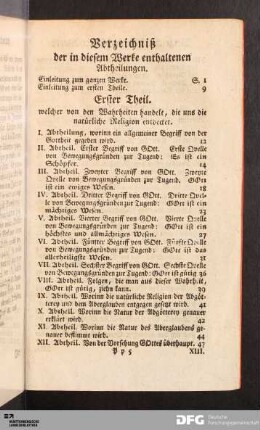 Verzeichniß
der in diesem Werke enthaltenen
Abtheilungen.
Einleitung zum ganzen Werke. S. 1
Einleitung zum ersten Theile. 9
Erster Theil.
welcher von den Wahrheiten handelt, die uns die
natürliche Religion entdecket.
I. Abtheilung, worinn ein allgemeiner Begriff von der
Gottheit gegeben wird. 12
II. Abtheil. Erster Begriff von GOtt. Erste Quelle
von Bewegungsgründen zur Tugend: Es ist ein
Schöpfer. 14
III. Abtheil. Zweyter Begriff von GOtt. Zweyte
Quelle von Bewegungsgründen zur Tugend: GOtt
ist ein ewiges Wesen. 18
IV. Abtheil. Dritter Begriff von GOtt. Dritte Quel-
le von Bewegungsgründen zur Tugend: GOtt ist ein
mächtiges Wesen. 23
V. Abtheil. Vierter Begriff von GOtt. Vierte Quelle
von Bewegungsgründen zur Tugend: GOtt ist ein
höchstes und allmächtiges Wesen. 27
VI. Abtheil. Fünfter Begriff von GOtt. Fünfte Quelle
von Bewegungsgründen zur Tugend: GOtt ist das
allerheiligste Wesen.
VII. Abtheil. Sechster Begriff von GOtt. Sechste Quelle
von Bewegungsgründen zur Tugend: GOtt ist gütig 36
VIII. Abtheil. Folgen, die man aus dieser Wahrheit,
GOtt ist gütig, ziehn kann. 39
IX. Abtheil. Worinn die natürliche Religion der Abgöt-
terey und dem Aberglauben entgegen gesetzt wird. 41
X. Abtheil. Worinn die Natur der Abgötterey genauer
erklärt wird. 42
XI. Abtheil. Worinn die Natur des Aberglaubens ge-
nauer bestimmt wird. 44
XII. Abtheil. Von der Vorsehung Gottes überhaupt. 47
P p 5 XIII.
DFG Deutsche
Forschungsgemeinschaft